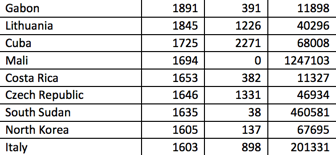 Gabon 1891 391 11898
Lithuania 1845 1226 40296
Cuba 1725 2271 68008
Mali 1694 0 1247103
Costa Rica 1653 382 11327
Czech Republic 1646 1331 46934
South Sudan 1635 38 460581
North Korea 1605 137 67695
Italy 1603 898 201331